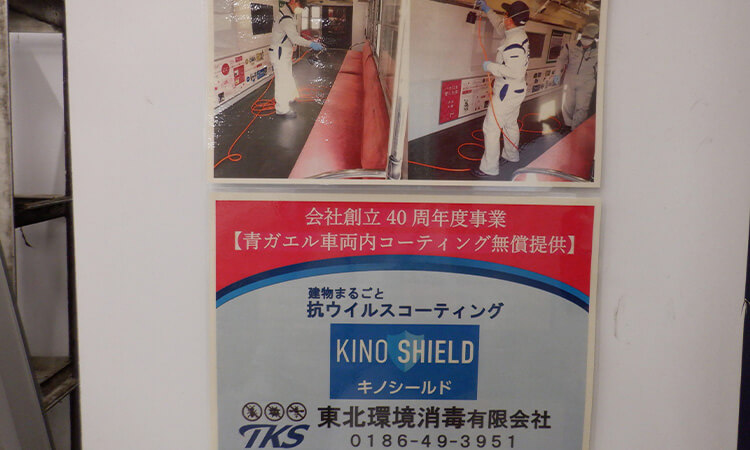 会社創立40周年度事業
【青ガエル車両内コーティング無償提供】
建物まるごと
抗ウイルスコーティング
KINO SHIELD
キノシールド
TKS
東北環境消毒有限会社
0186-49-3951